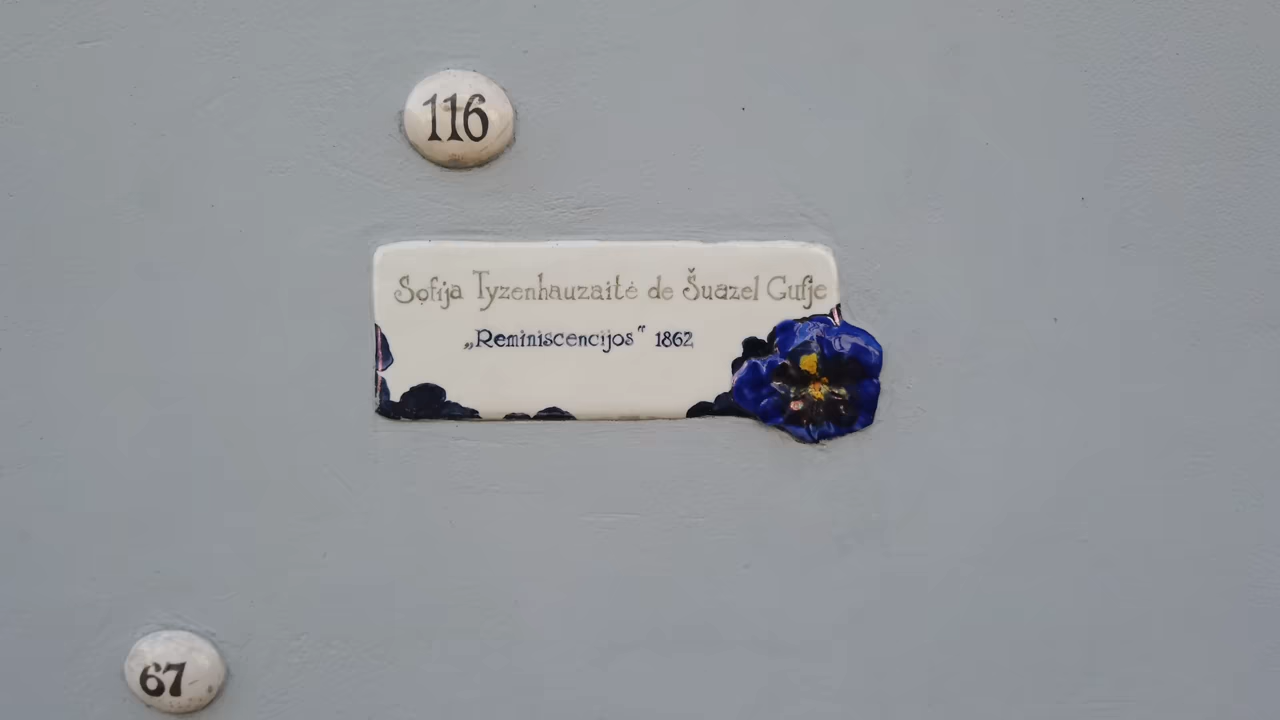 116
Sofija Tyzenhauzaitė de Šuazel Gufje
„Reminiscencijos” 1862
67